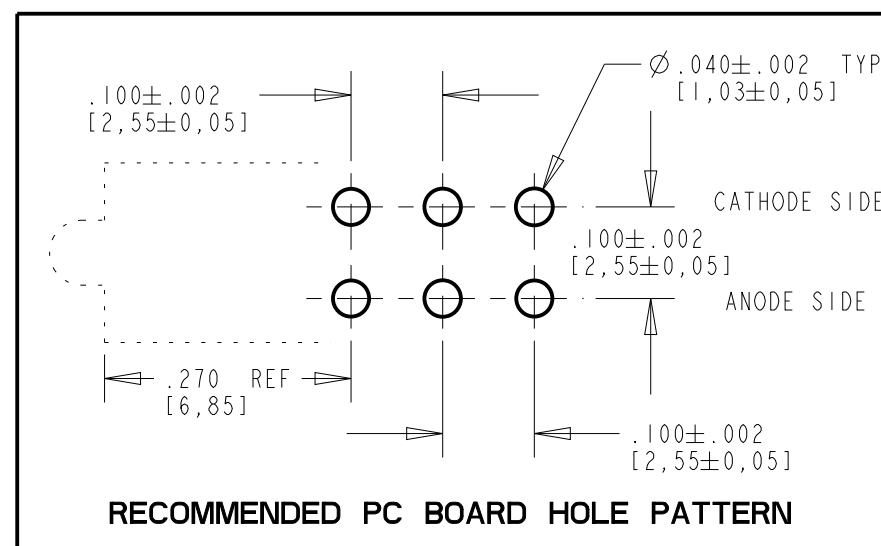 Ø .040±.002 TYP
[1,03±0,05]
.100±.002
[2,55±0,05]
CATHODE SIDE
.100±.002
[2,55±0,05]
ANODE SIDE
.270 REF
[6,85]
.100±.002
[2,55±0,05]
RECOMMENDED PC BOARD HOLE PATTERN